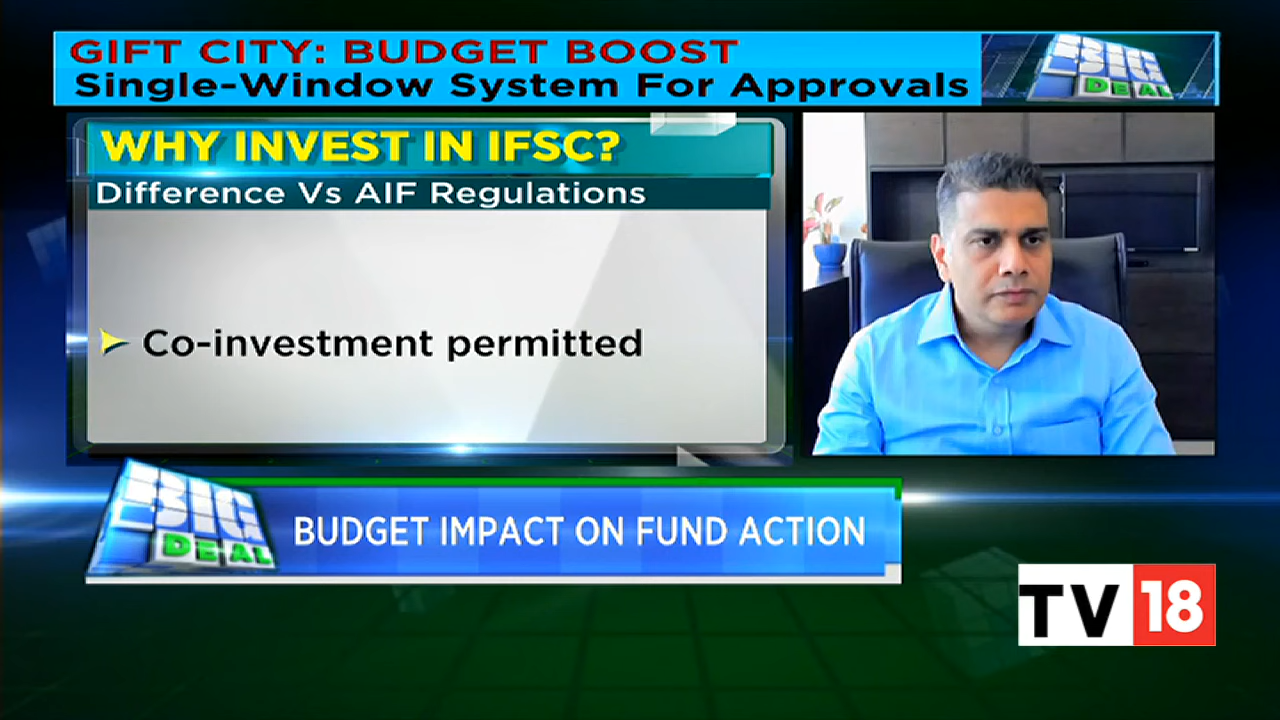 GIFT CITY: BUDGET BOOST
Single-Window System For Approvals
BIG
DEAL
WHY INVEST IN IFSC?
Difference Vs AIF Regulations
Co-investment permitted
BIG
DEAL
BUDGET IMPACT ON FUND ACTION
TV18